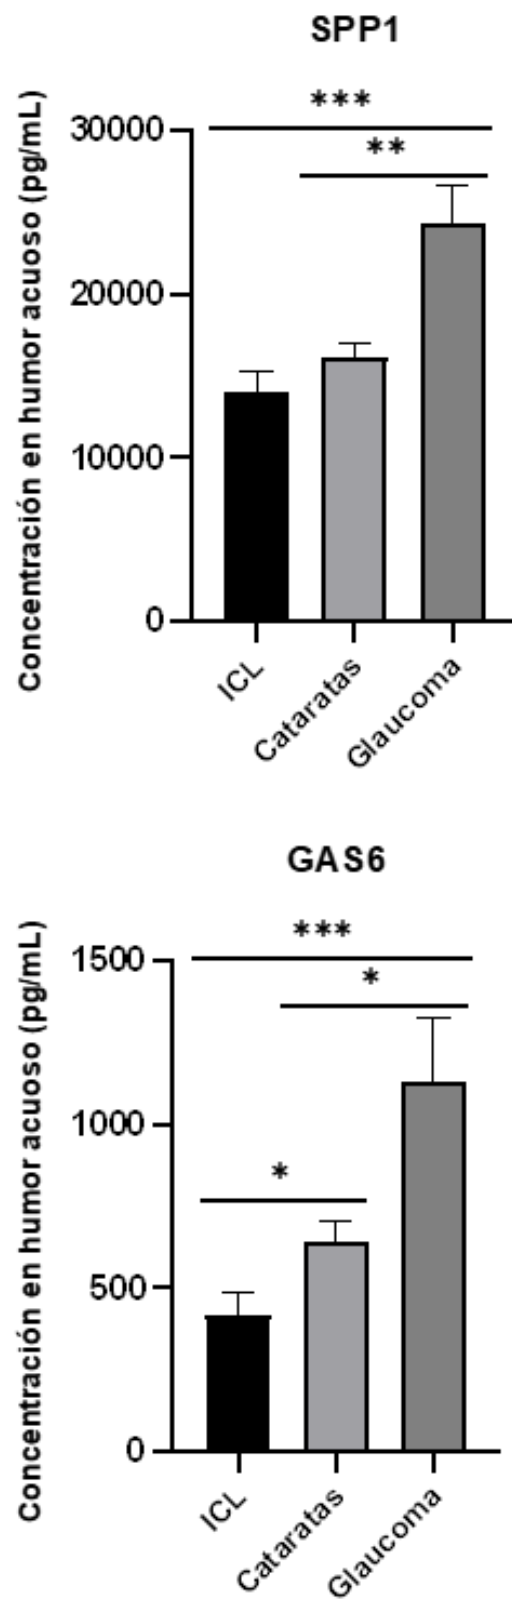 SPP1
Concentración en humor acuoso (pg/mL)
***
30000
**
20000
10000
0
ICL
Cataratas
Glaucoma
GAS6
Concentración en humor acuoso (pg/mL)
***
1500
*
1000
*
500
0
ICL
Cataratas
Glaucoma